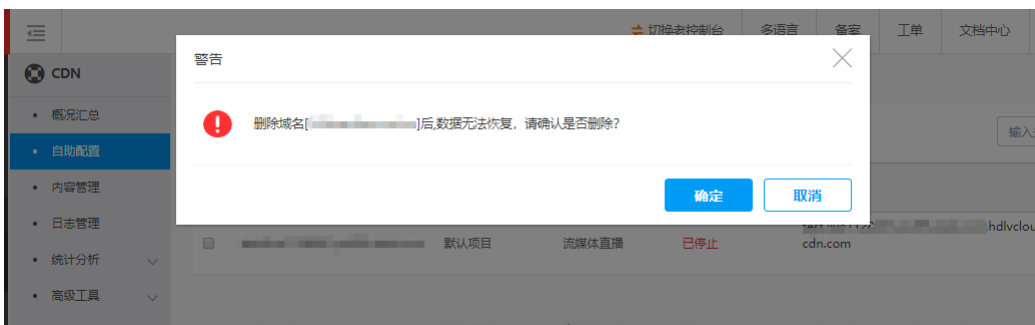 切换老控制台 多语言 备案 工单 文档中心
CDN
概况汇总
自助配置
内容管理
日志管理
统计分析
高级工具
警告
删除域名[ ]后,数据无法恢复，请确认是否删除?
确定 取消
输入
默认项目 流媒体直播 已停止
.hdlvclou
cdn.com